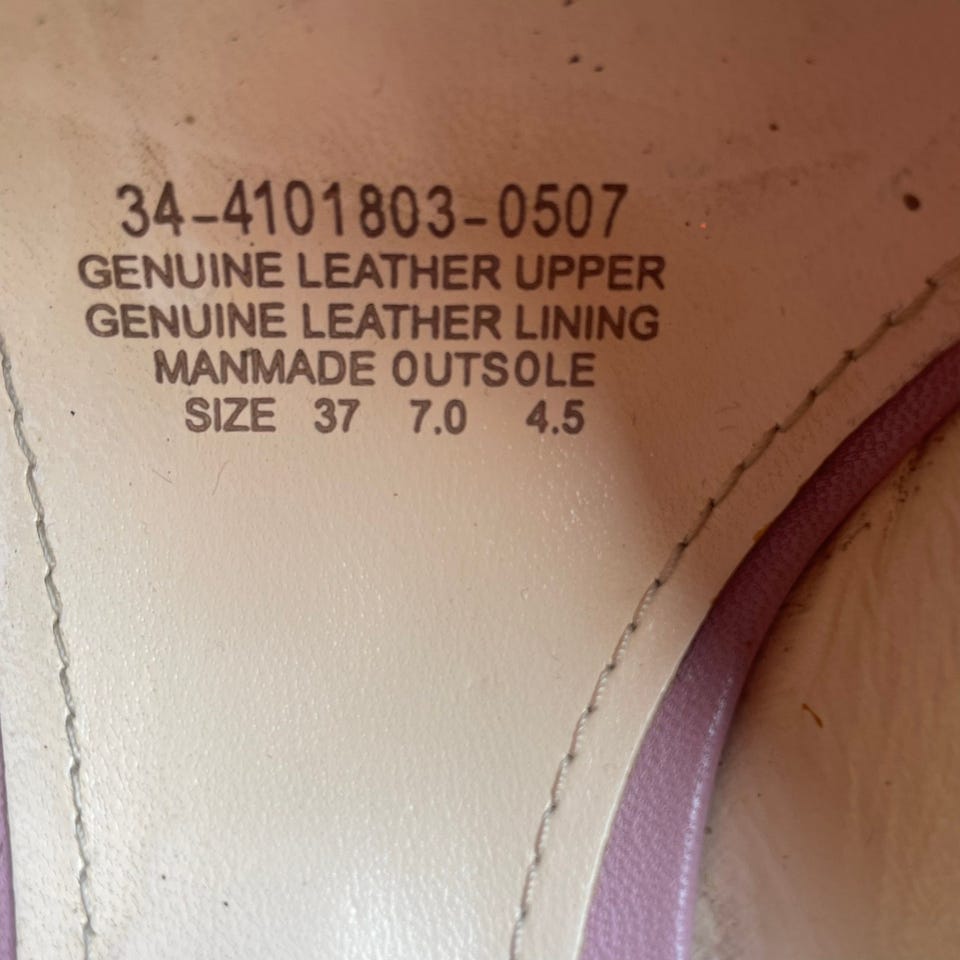 34-4101803-0507
GENUINE LEATHER UPPER
GENUINE LEATHER LINING
MANMADE OUTSOLE
SIZE 37 7.0 4.5